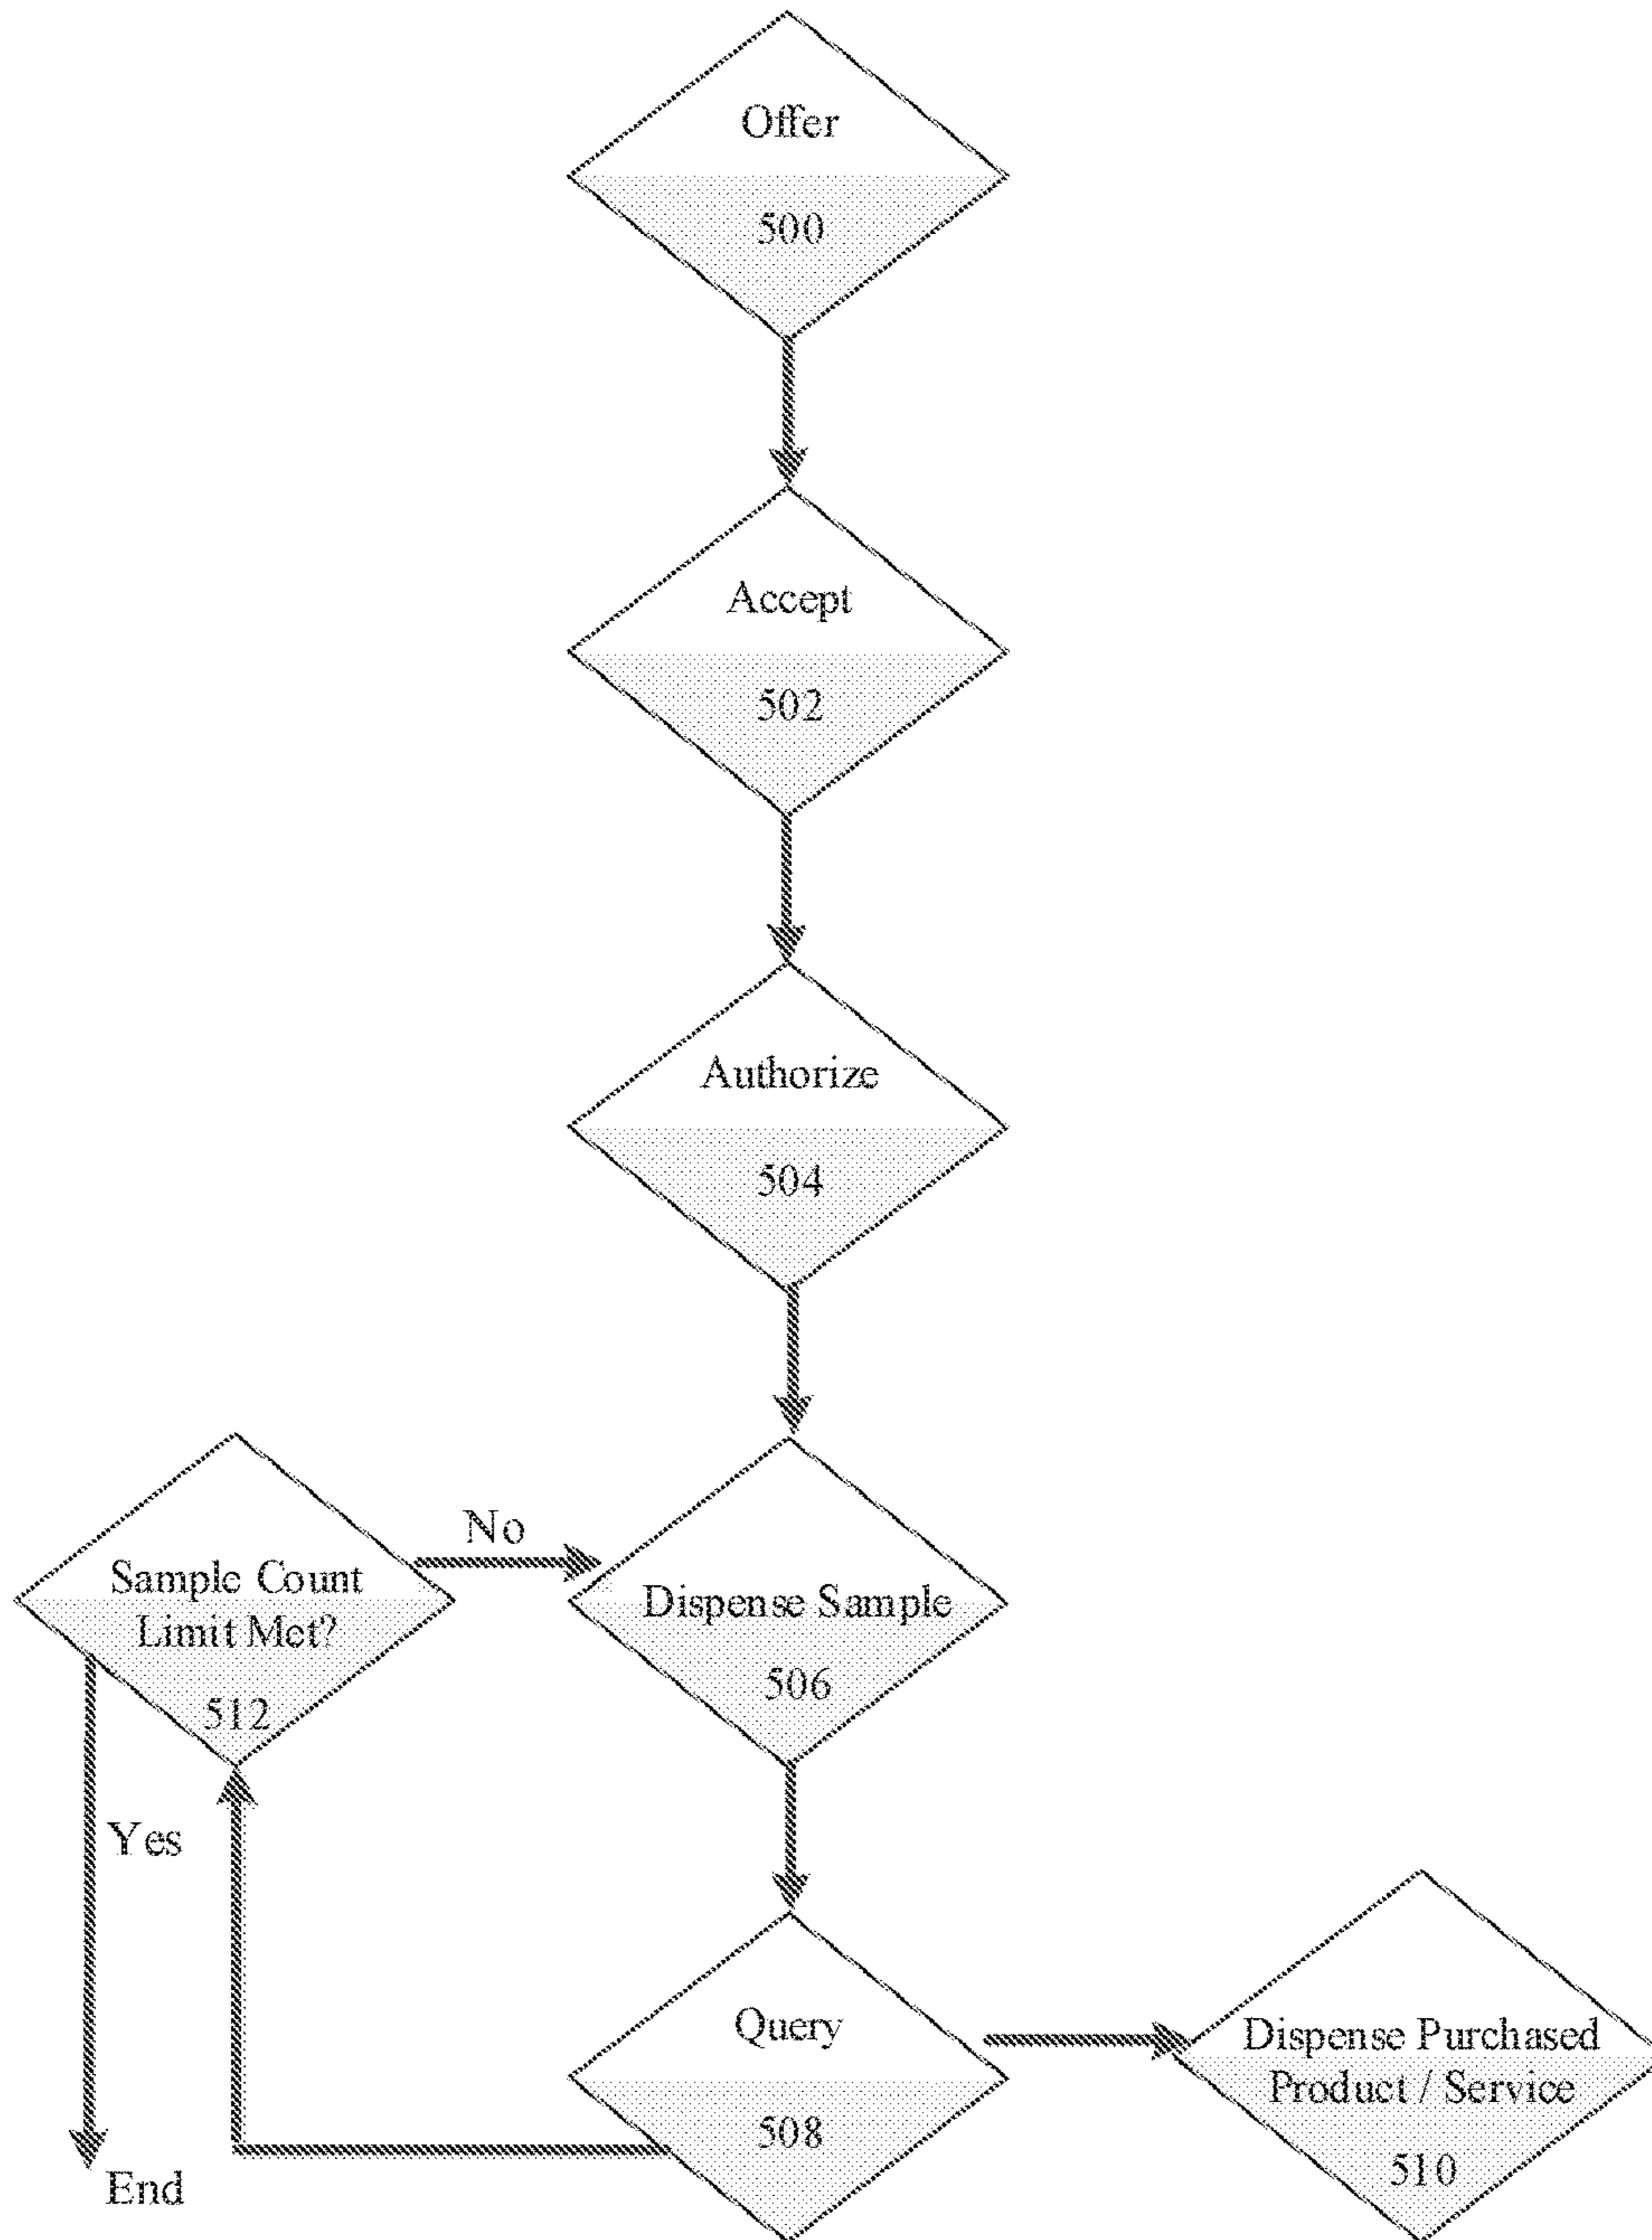 Offer
500
Accept
502
Authorize
504
No
Sample Count
Limit Met?
512
Dispense Sample
506
Yes
Query
508
Dispense Purchased
Product / Service
510
End